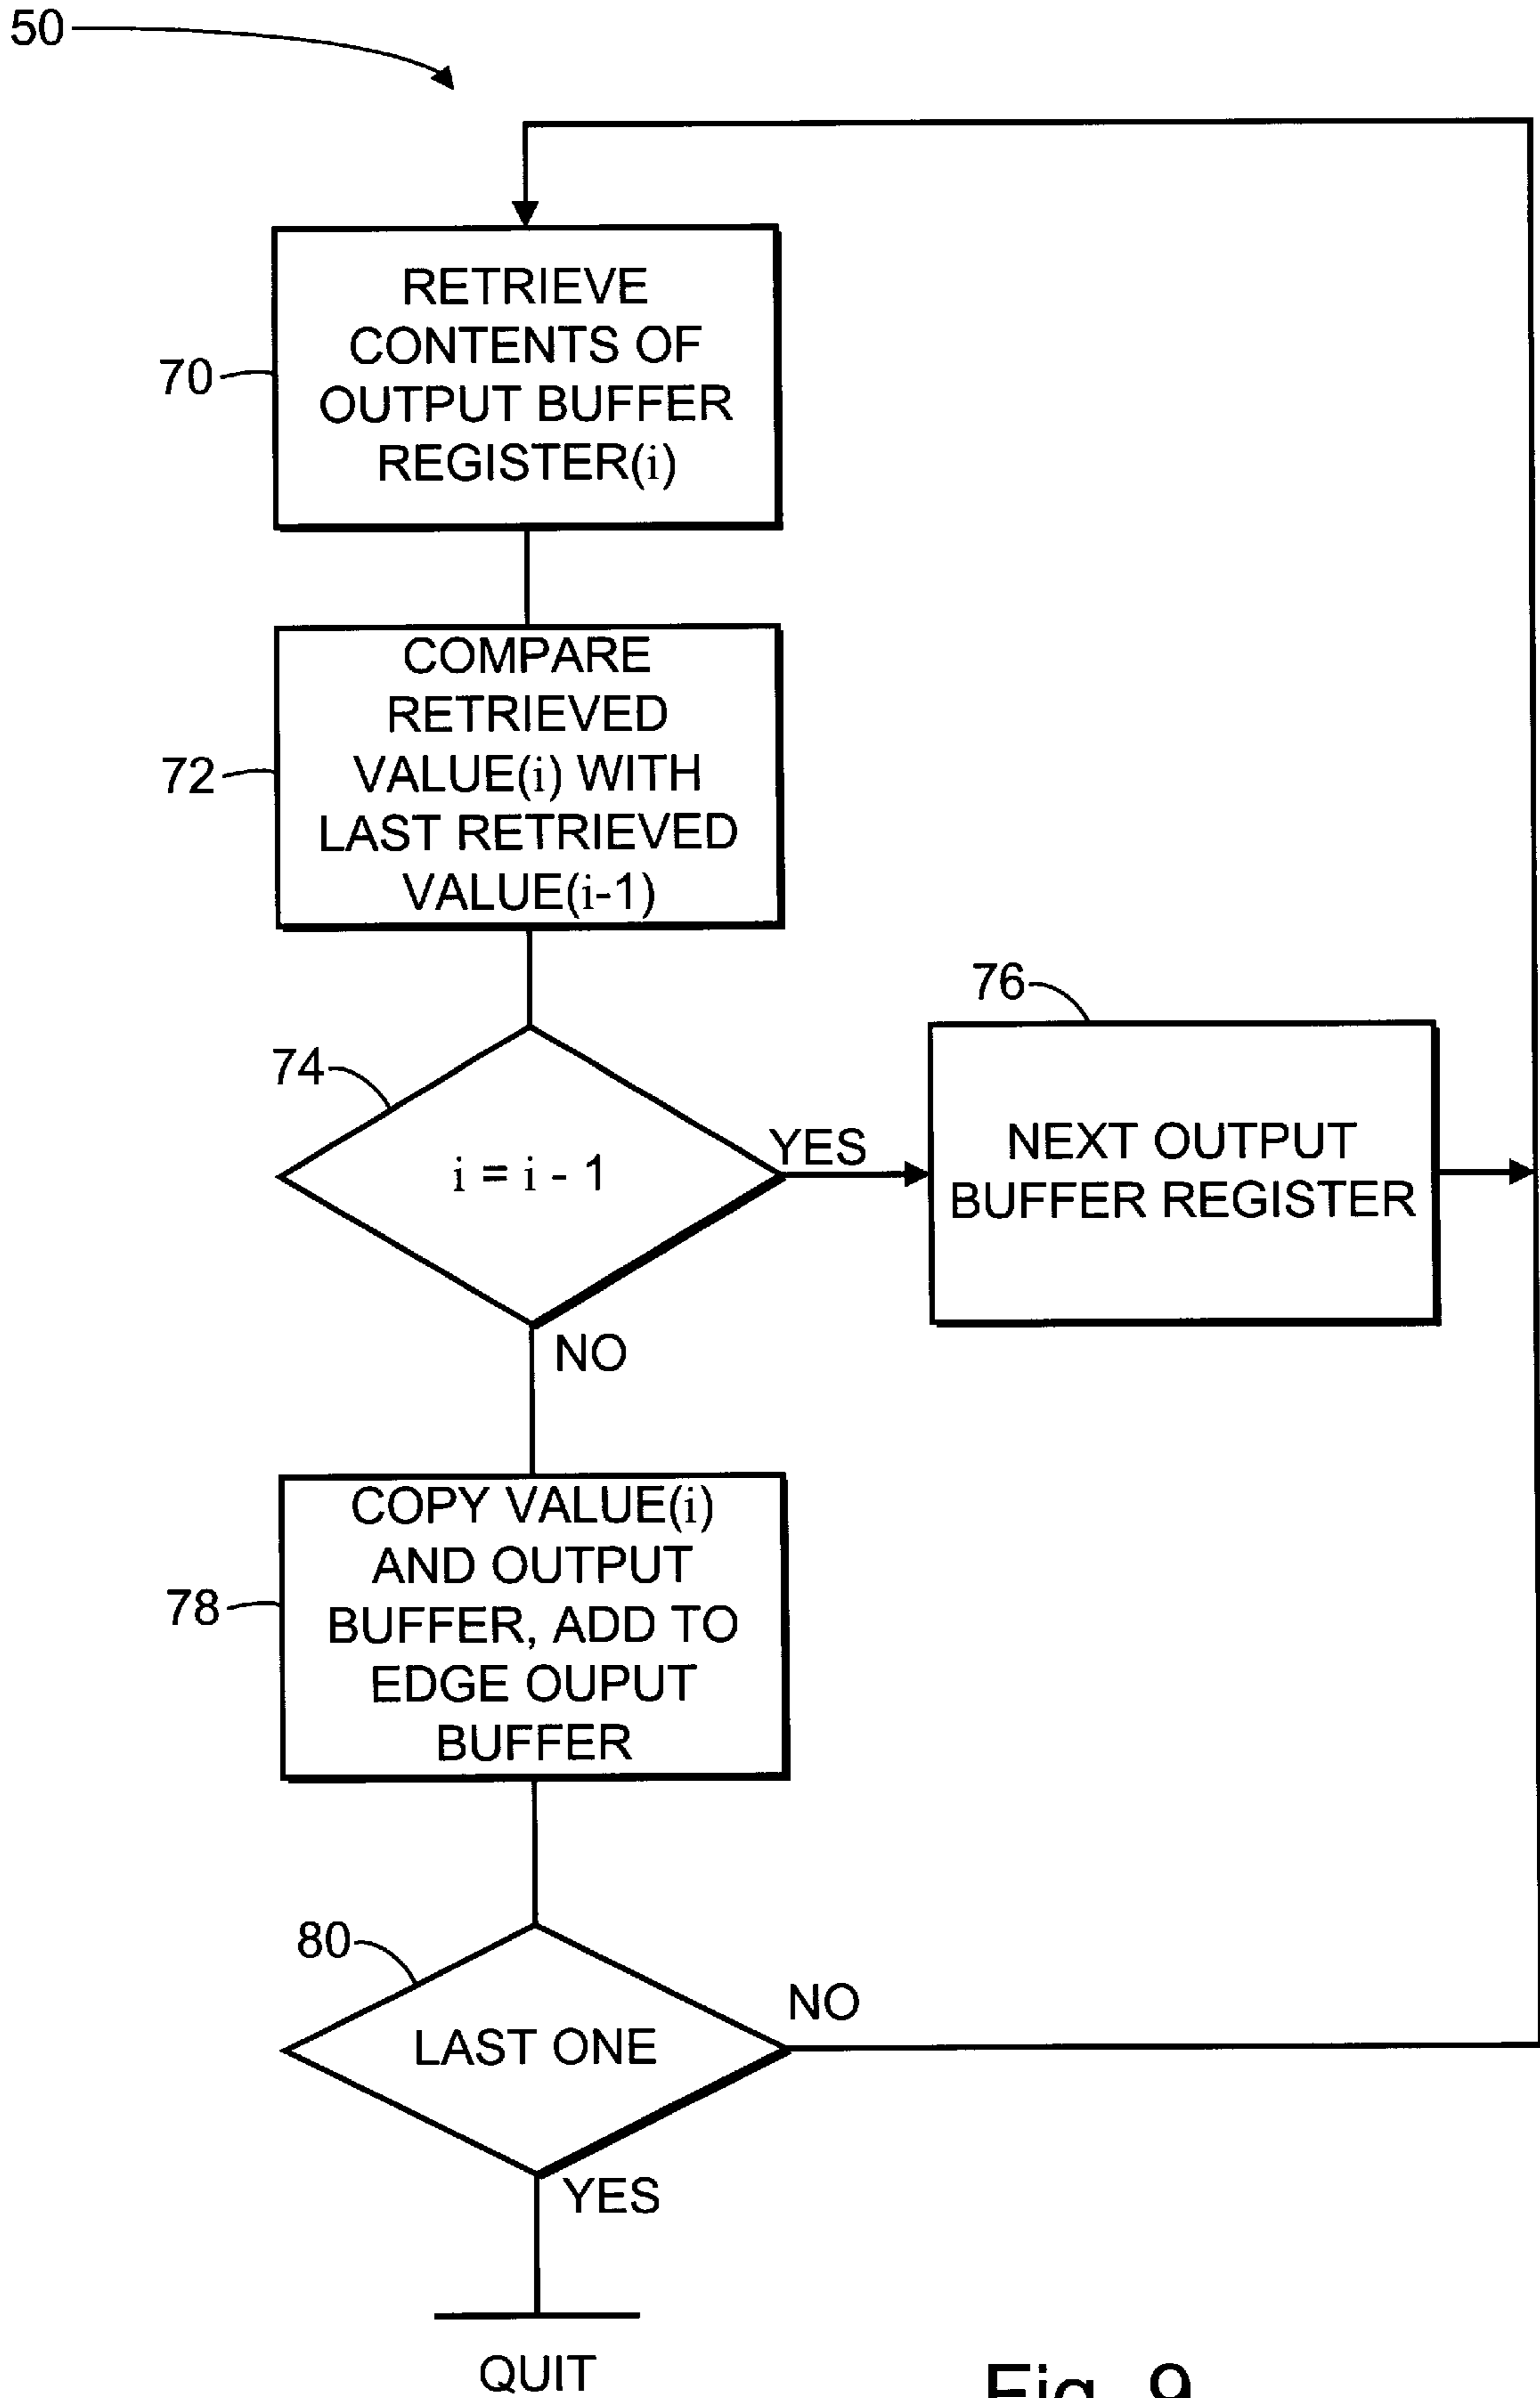 50
70
RETRIEVE
CONTENTS OF
OUTPUT BUFFER
REGISTER(i)
72
COMPARE
RETRIEVED
VALUE(i) WITH
LAST RETRIEVED
VALUE(i-1)
74
i = i - 1
YES
76
NEXT OUTPUT
BUFFER REGISTER
NO
78
COPY VALUE(i)
AND OUTPUT
BUFFER, ADD TO
EDGE OUPUT
BUFFER
80
LAST ONE
NO
YES
QUIT
Fig. 9